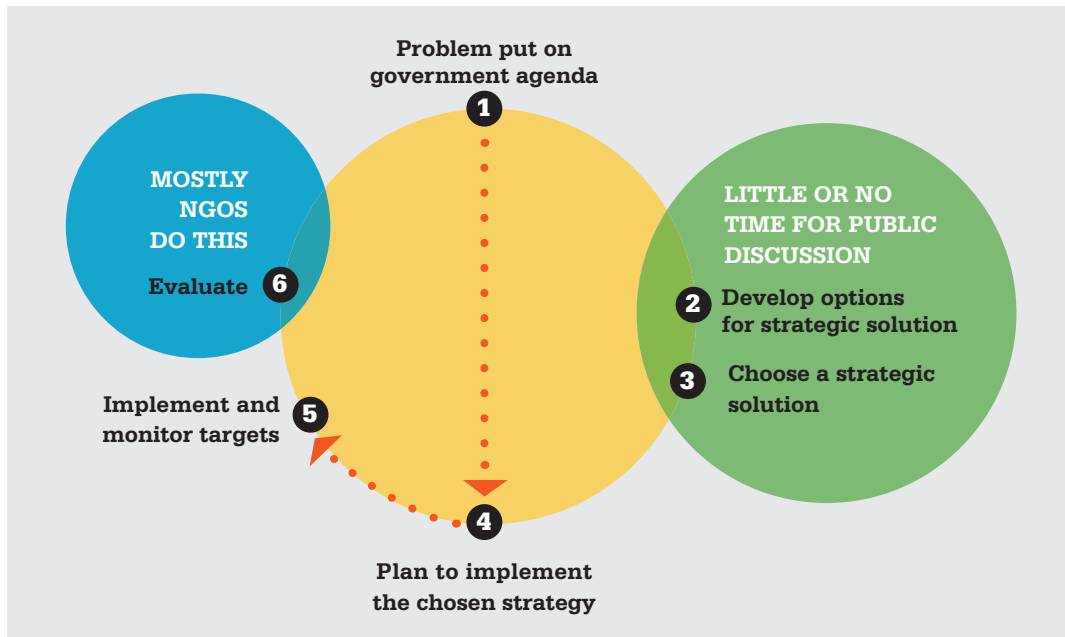 Problem put on
government agenda
1
MOSTLY
NGOS
DO THIS
Evaluate
6
LITTLE OR NO
TIME FOR PUBLIC
DISCUSSION
2
Develop options
for strategic solution
3
Choose a strategic
solution
Implement and
monitor targets
5
4
Plan to implement
the chosen strategy